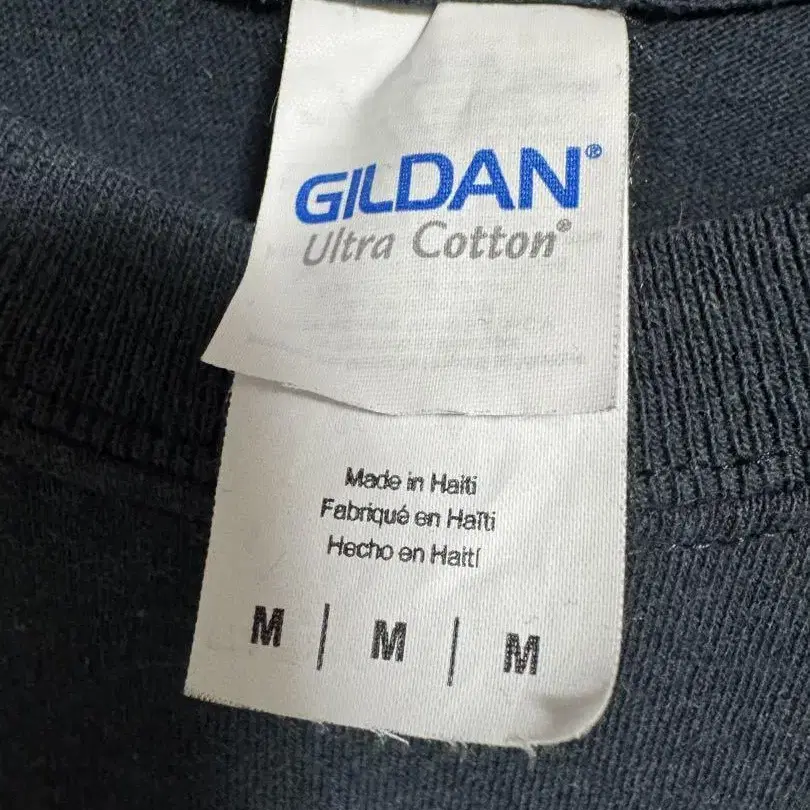 GILDAN®
Ultra Cotton®
Made in Haiti
Fabriqué en Haïti
Hecho en Haití
M | M | M